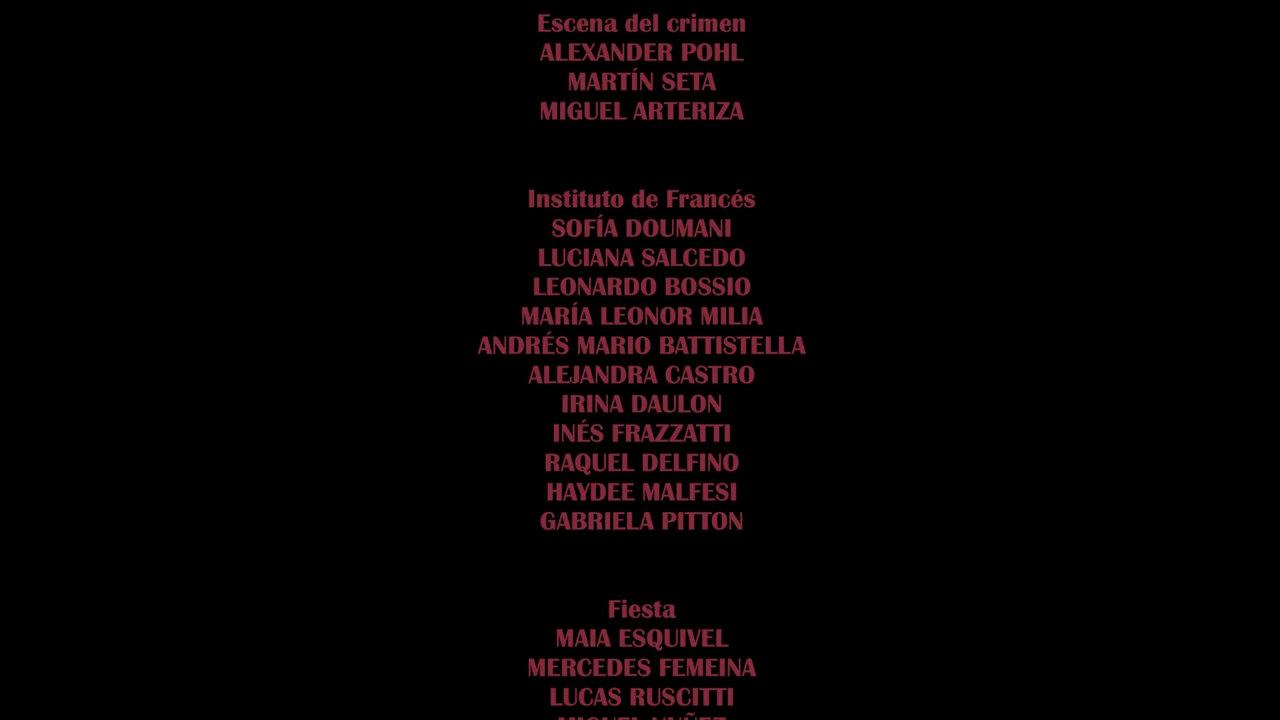 Escena del crimen
ALEXANDER POHL
MARTÍN SETA
MIGUEL ARTERIZA
Instituto de Francés
SOFÍA DOUMANI
LUCIANA SALCEDO
LEONARDO BOSSIO
MARÍA LEONOR MILIA
ANDRÉS MARIO BATTISTELLA
ALEJANDRA CASTRO
IRINA DAULON
INÉS FRAZZATTI
RAQUEL DELFINO
HAYDEE MALFESI
GABRIELA PITTON
Fiesta
MAIA ESQUIVEL
MERCEDES FEMEINA
LUCAS RUSCITTI